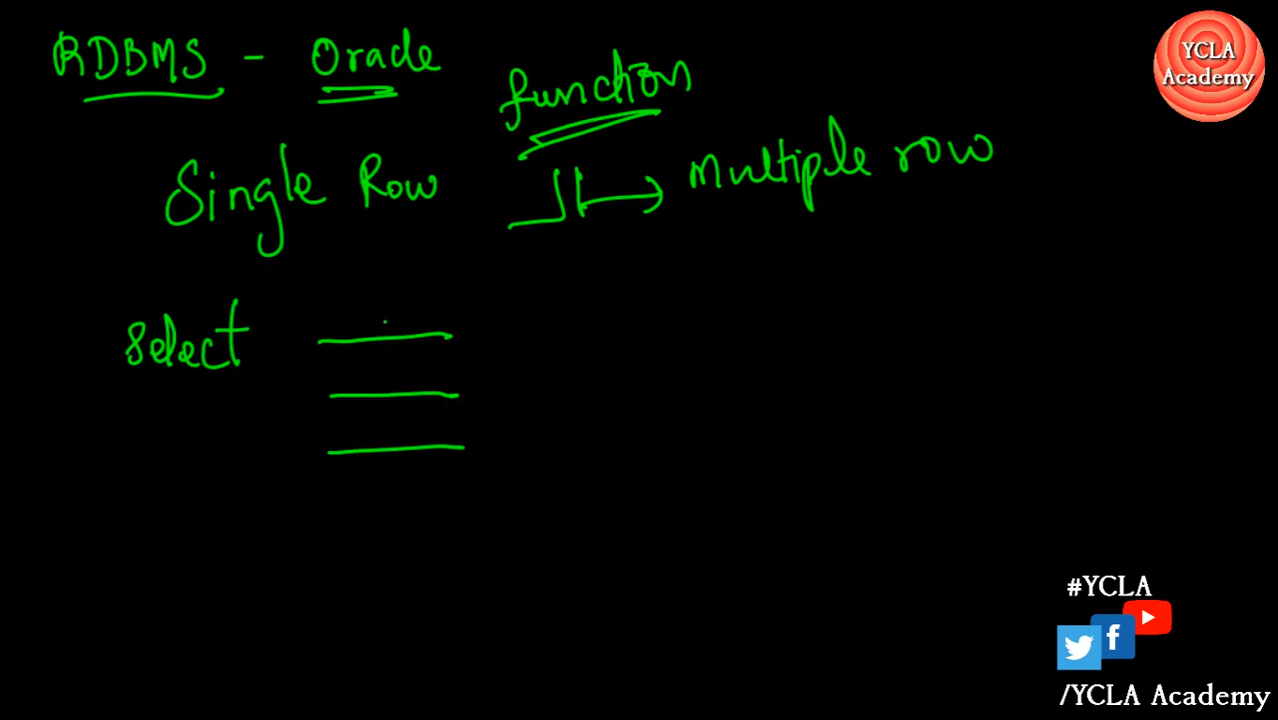 RDBMS - Oracle
function
Single Row
Multiple row
Select
YCLA
Academy
#YCLA
f
/YCLA Academy